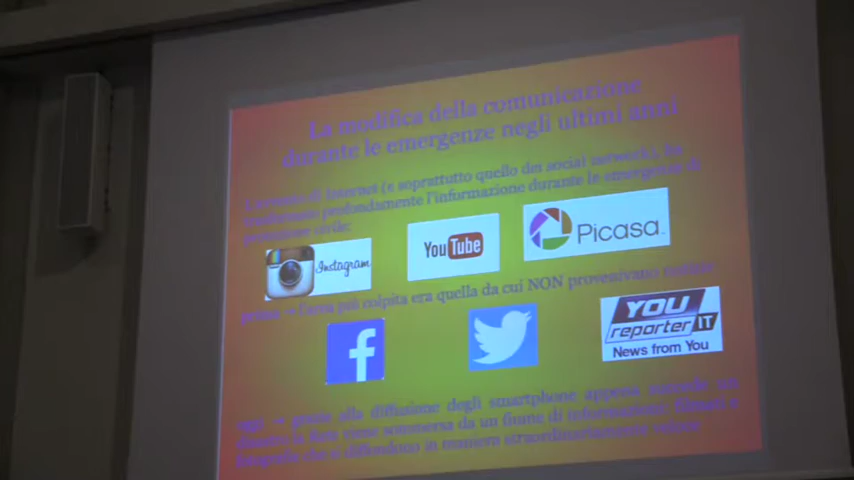 La modifica della comunicazione
durante le emergenze negli ultimi anni
L'avvento di Internet (e soprattutto quello dei social network), ha
profondamente l'informazione durante le emergenze di
protezione civile:
Instagram
YouTube
Picasa
prima → l'area più colpita era quella da cui NON provenivano notizie
f
YOU
reporter IT
News from You
oggi → grazie alla diffusione degli smartphone appena succede un
disastro la Rete viene sommersa da un fiume di informazioni, filmati e
fotografie che si diffondono in maniera straordinariamente veloce